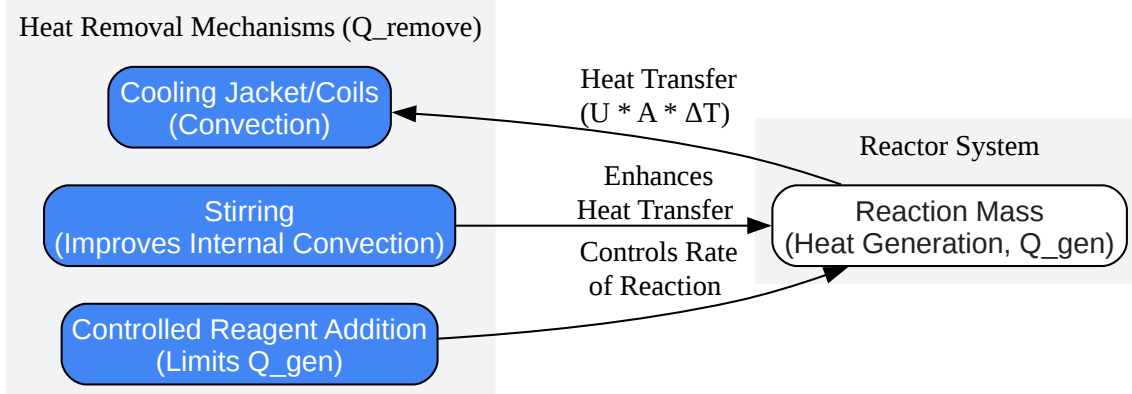 Heat Removal Mechanisms (Q_remove)
Cooling Jacket/Coils
(Convection)
Stirring
(Improves Internal Convection)
Controlled Reagent Addition
(Limits Q_gen)
Heat Transfer
(U * A * ΔT)
Enhances
Heat Transfer
Controls Rate
of Reaction
Reactor System
Reaction Mass
(Heat Generation, Q_gen)